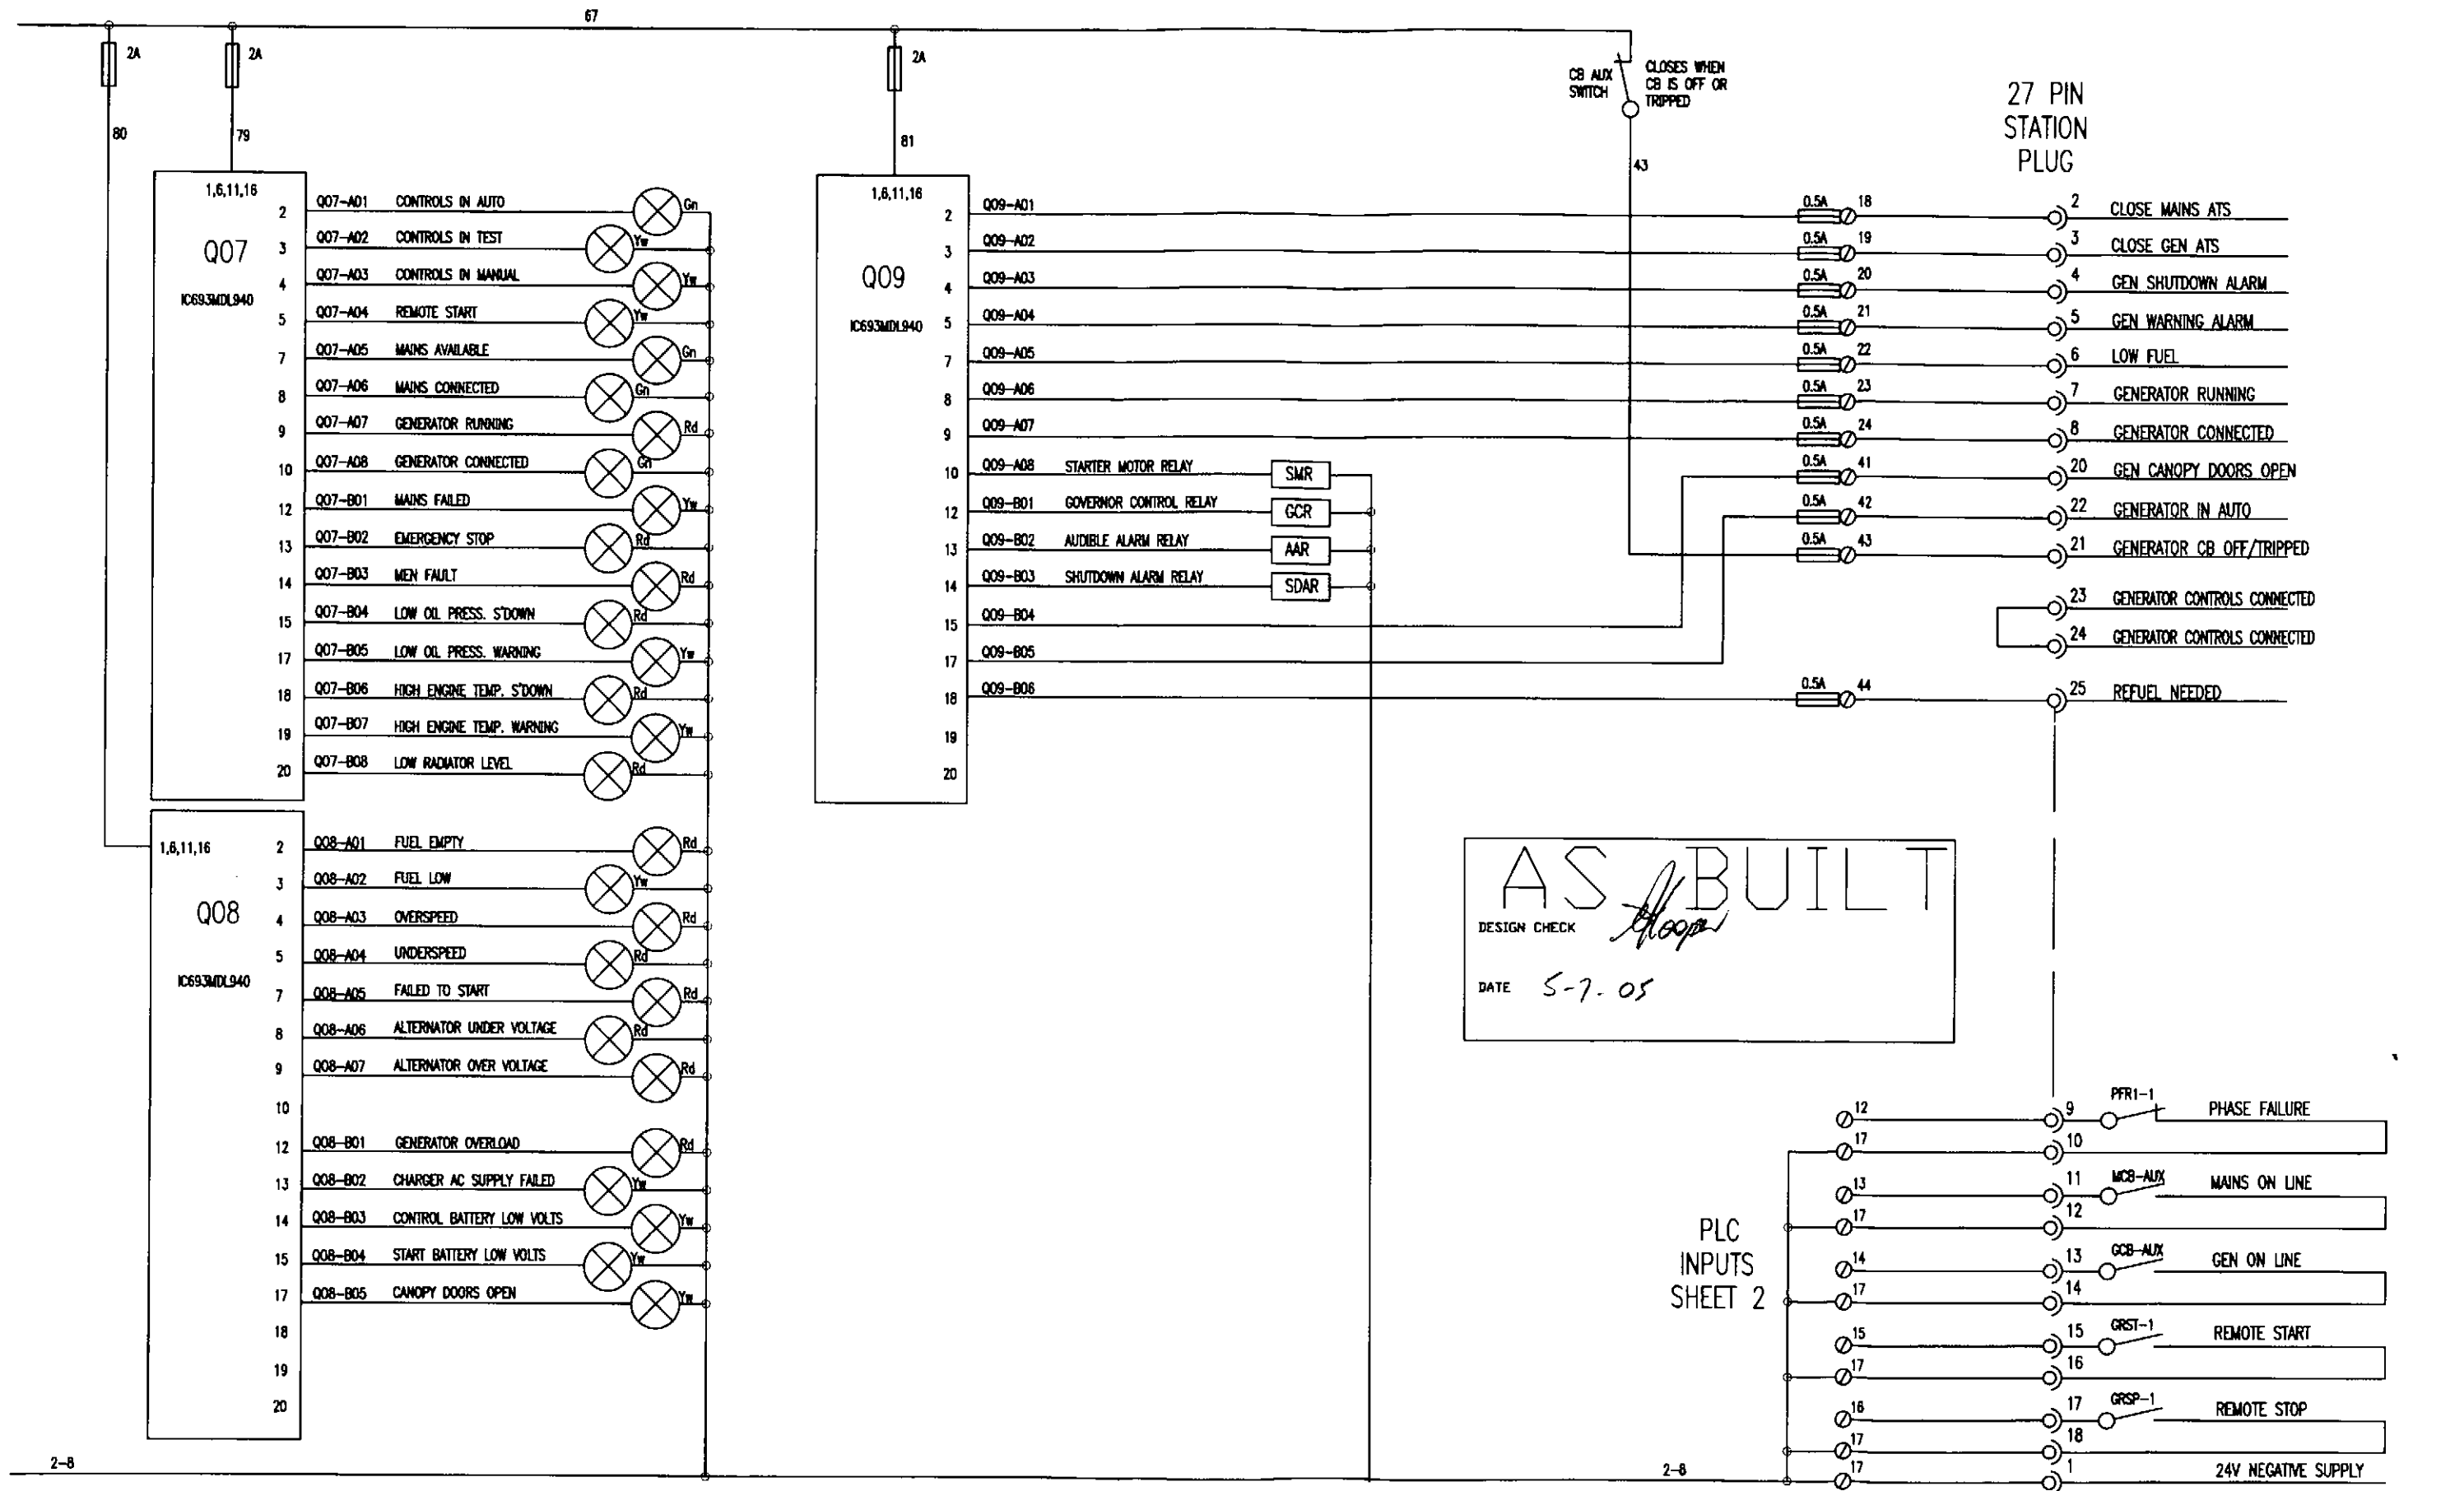 67
2A
2A
2A
80
79
81
CB AUX
SWITCH
CLOSES WHEN
CB IS OFF OR
TRIPPED
43
27 PIN
STATION
PLUG
1,6,11,16
Q07
IC693MDL940
2 Q07-A01 CONTROLS IN AUTO Gn
3 Q07-A02 CONTROLS IN TEST Yw
4 Q07-A03 CONTROLS IN MANUAL Yw
5 Q07-A04 REMOTE START Yw
7 Q07-A05 MAINS AVAILABLE Gn
8 Q07-A06 MAINS CONNECTED Gn
9 Q07-A07 GENERATOR RUNNING Rd
10 Q07-A08 GENERATOR CONNECTED Gn
12 Q07-B01 MAINS FAILED Yw
13 Q07-B02 EMERGENCY STOP Rd
14 Q07-B03 MEN FAULT Rd
15 Q07-B04 LOW OIL PRESS. S'DOWN Rd
17 Q07-B05 LOW OIL PRESS. WARNING Yw
18 Q07-B06 HIGH ENGINE TEMP. S'DOWN Rd
19 Q07-B07 HIGH ENGINE TEMP. WARNING Yw
20 Q07-B08 LOW RADIATOR LEVEL Rd
1,6,11,16
Q08
IC693MDL940
2 Q08-A01 FUEL EMPTY Rd
3 Q08-A02 FUEL LOW Yw
4 Q08-A03 OVERSPEED Rd
5 Q08-A04 UNDERSPEED Rd
7 Q08-A05 FAILED TO START Rd
8 Q08-A06 ALTERNATOR UNDER VOLTAGE Rd
9 Q08-A07 ALTERNATOR OVER VOLTAGE Rd
10
12 Q08-B01 GENERATOR OVERLOAD Rd
13 Q08-B02 CHARGER AC SUPPLY FAILED Yw
14 Q08-B03 CONTROL BATTERY LOW VOLTS Yw
15 Q08-B04 START BATTERY LOW VOLTS Yw
17 Q08-B05 CANOPY DOORS OPEN Yw
18
19
20
1,6,11,16
Q09
IC693MDL940
2 Q09-A01
3 Q09-A02
4 Q09-A03
5 Q09-A04
7 Q09-A05
8 Q09-A06
9 Q09-A07
10 Q09-A08 STARTER MOTOR RELAY SMR
12 Q09-B01 GOVERNOR CONTROL RELAY GCR
13 Q09-B02 AUDIBLE ALARM RELAY AAR
14 Q09-B03 SHUTDOWN ALARM RELAY SDAR
15 Q09-B04
17 Q09-B05
18 Q09-B06
19
20
0.5A 18 2 CLOSE MAINS ATS
0.5A 19 3 CLOSE GEN ATS
0.5A 20 4 GEN SHUTDOWN ALARM
0.5A 21 5 GEN WARNING ALARM
0.5A 22 6 LOW FUEL
0.5A 23 7 GENERATOR RUNNING
0.5A 24 8 GENERATOR CONNECTED
0.5A 41 20 GEN CANOPY DOORS OPEN
0.5A 42 22 GENERATOR IN AUTO
0.5A 43 21 GENERATOR CB OFF/TRIPPED
23 GENERATOR CONTROLS CONNECTED
24 GENERATOR CONTROLS CONNECTED
0.5A 44 25 REFUEL NEEDED
AS BUILT
DESIGN CHECK
DATE 5-7-05
PLC
INPUTS
SHEET 2
12 9 PFR1-1 PHASE FAILURE
17 10
13 11 MCB-AUX MAINS ON LINE
17 12
14 13 GCB-AUX GEN ON LINE
17 14
15 15 GRST-1 REMOTE START
17 16
16 17 GRSP-1 REMOTE STOP
17 18
2-8
2-8
17 1 24V NEGATIVE SUPPLY